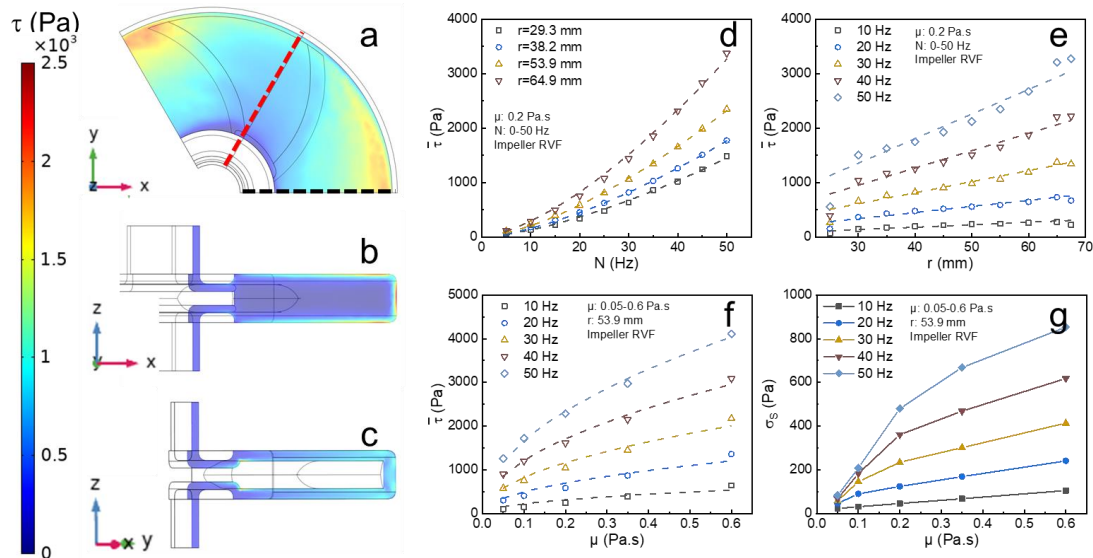 τ (Pa)
×10³
2.5
2
1.5
1
0.5
0
a
y
z
x
b
z
y
x
c
z
x
y
d
r=29.3 mm
r=38.2 mm
r=53.9 mm
r=64.9 mm
μ: 0.2 Pa.s
N: 0-50 Hz
Impeller RVF
4000
3000
2000
1000
0
τ̅ (Pa)
0 10 20 30 40 50
N (Hz)
e
10 Hz
20 Hz
30 Hz
40 Hz
50 Hz
μ: 0.2 Pa.s
N: 0-50 Hz
Impeller RVF
4000
3000
2000
1000
0
τ̅ (Pa)
20 30 40 50 60 70
r (mm)
f
10 Hz
20 Hz
30 Hz
40 Hz
50 Hz
μ: 0.05-0.6 Pa.s
r: 53.9 mm
Impeller RVF
5000
4000
3000
2000
1000
0
τ̅ (Pa)
0.0 0.1 0.2 0.3 0.4 0.5 0.6
μ (Pa.s)
g
10 Hz
20 Hz
30 Hz
40 Hz
50 Hz
μ: 0.05-0.6 Pa.s
r: 53.9 mm
Impeller RVF
1000
800
600
400
200
0
σS (Pa)
0.0 0.1 0.2 0.3 0.4 0.5 0.6
μ (Pa.s)